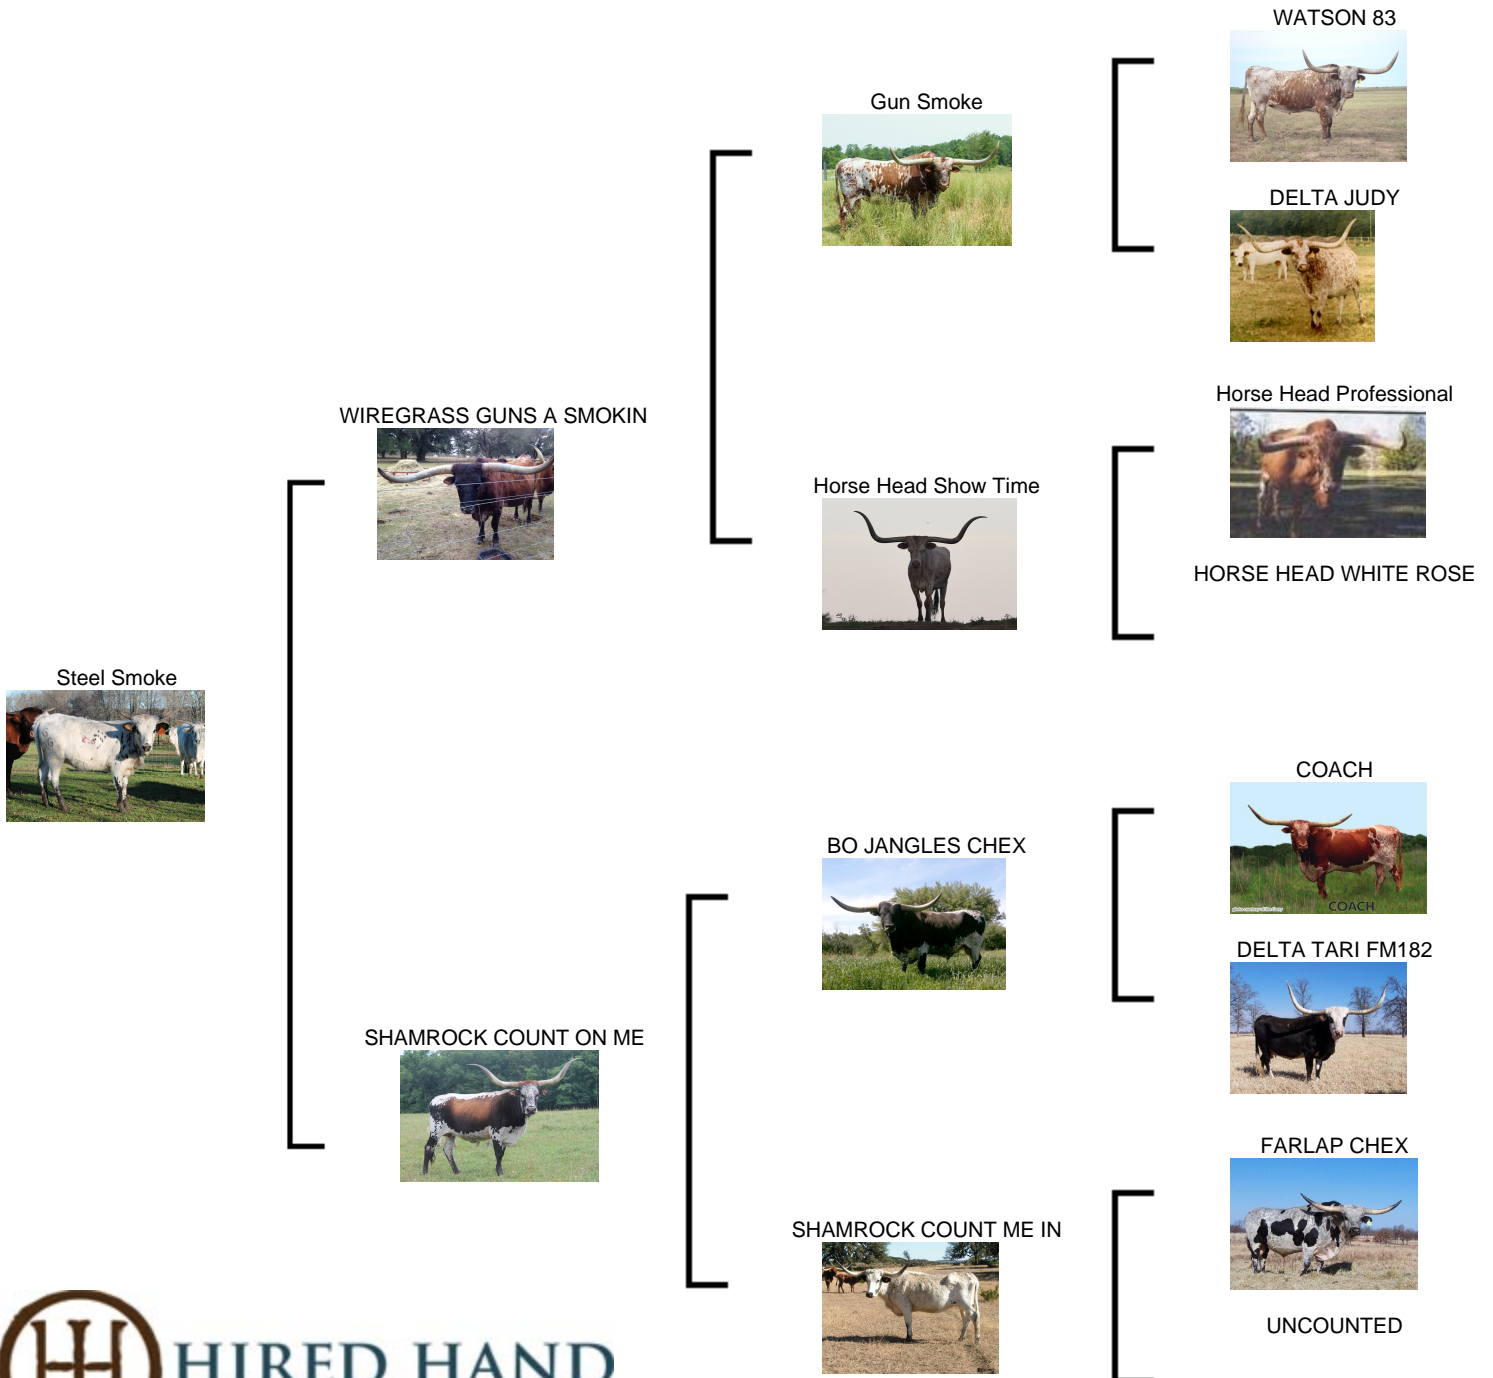 WATSON 83
Gun Smoke
DELTA JUDY
Horse Head Professional
WIREGRASS GUNS A SMOKIN
Horse Head Show Time
HORSE HEAD WHITE ROSE
Steel Smoke
COACH
BO JANGLES CHEX
COACH
DELTA TARI FM182
SHAMROCK COUNT ON ME
FARLAP CHEX
SHAMROCK COUNT ME IN
UNCOUNTED
HIRED HAND